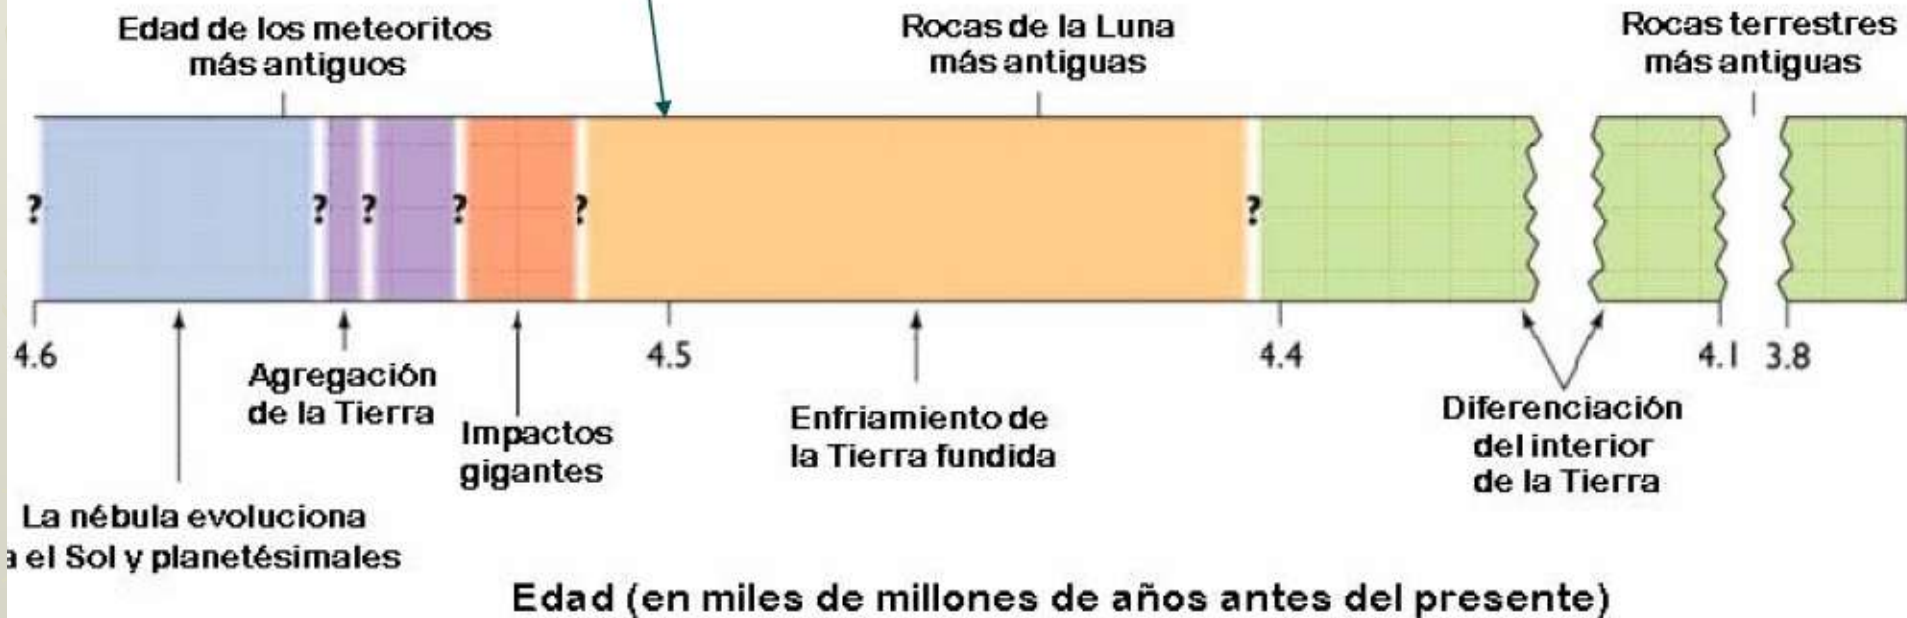 Edad de los meteoritos
más antiguos
Rocas de la Luna
más antiguas
Rocas terrestres
más antiguas
?
?
?
?
?
?
4.6
4.5
4.4
4.1
3.8
Agregación
de la Tierra
Impactos
gigantes
Enfriamiento de
la Tierra fundida
Diferenciación
del interior
de la Tierra
La nébula evoluciona
a el Sol y planetésimales
Edad (en miles de millones de años antes del presente)